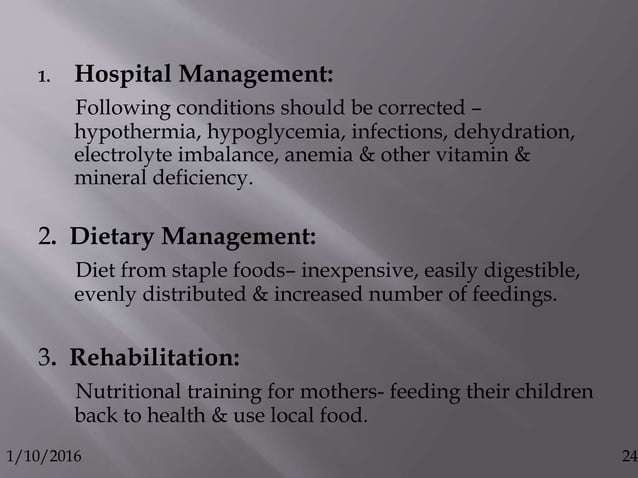 1. Hospital Management:
Following conditions should be corrected –
hypothermia, hypoglycemia, infections, dehydration,
electrolyte imbalance, anemia & other vitamin &
mineral deficiency.
2. Dietary Management:
Diet from staple foods– inexpensive, easily digestible,
evenly distributed & increased number of feedings.
3. Rehabilitation:
Nutritional training for mothers- feeding their children
back to health & use local food.
1/10/2016 24